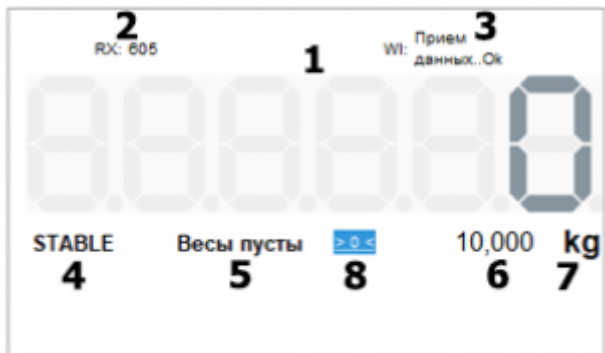 2 3
RX: 605 1 WI: Прием
данных..Ok
0
STABLE Весы пусты > 0 < 10,000 kg
4 5 8 6 7